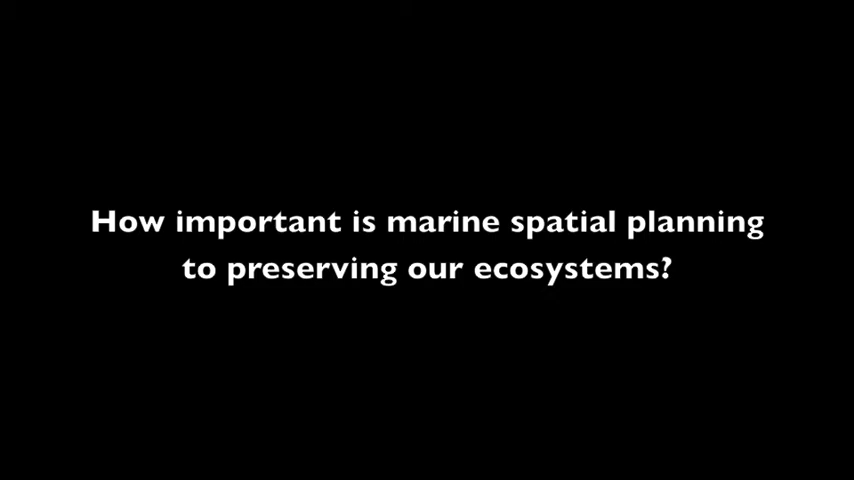 How important is marine spatial planning
to preserving our ecosystems?